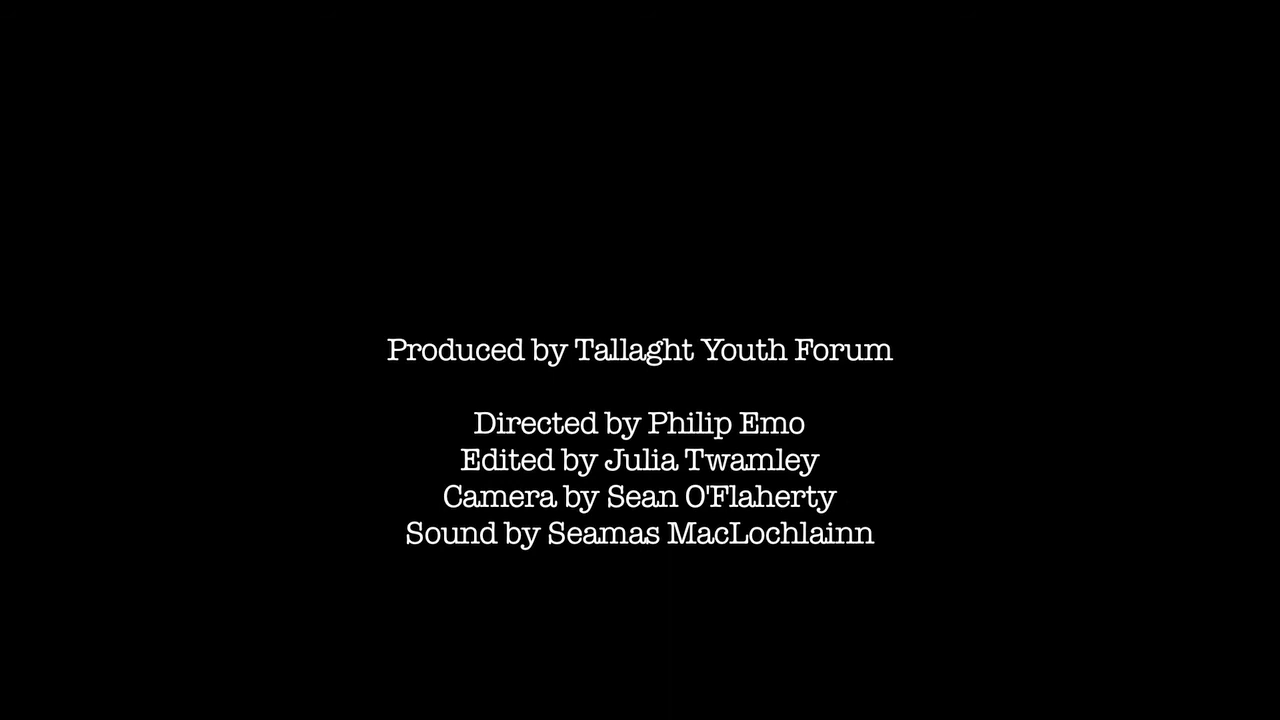 Produced by Tallaght Youth Forum
Directed by Philip Emo
Edited by Julia Twamley
Camera by Sean O'Flaherty
Sound by Seamas MacLochlainn